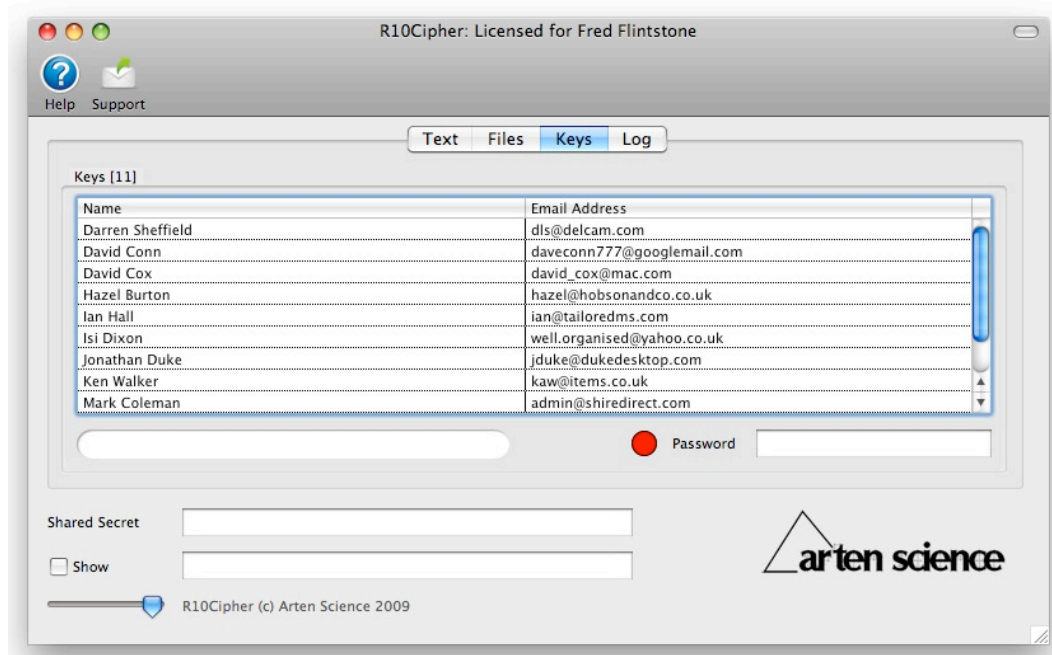 R10Cipher: Licensed for Fred Flintstone
Help Support
Text Files Keys Log
Keys [11]
Name Email Address
Darren Sheffield dls@delcam.com
David Conn daveconn777@googlemail.com
David Cox david_cox@mac.com
Hazel Burton hazel@hobsonandco.co.uk
Ian Hall ian@tailoredms.com
Isi Dixon well.organised@yahoo.co.uk
Jonathan Duke jduke@dukedesktop.com
Ken Walker kaw@items.co.uk
Mark Coleman admin@shiredirect.com
Password
Shared Secret
Show
arten science
R10Cipher (c) Arten Science 2009